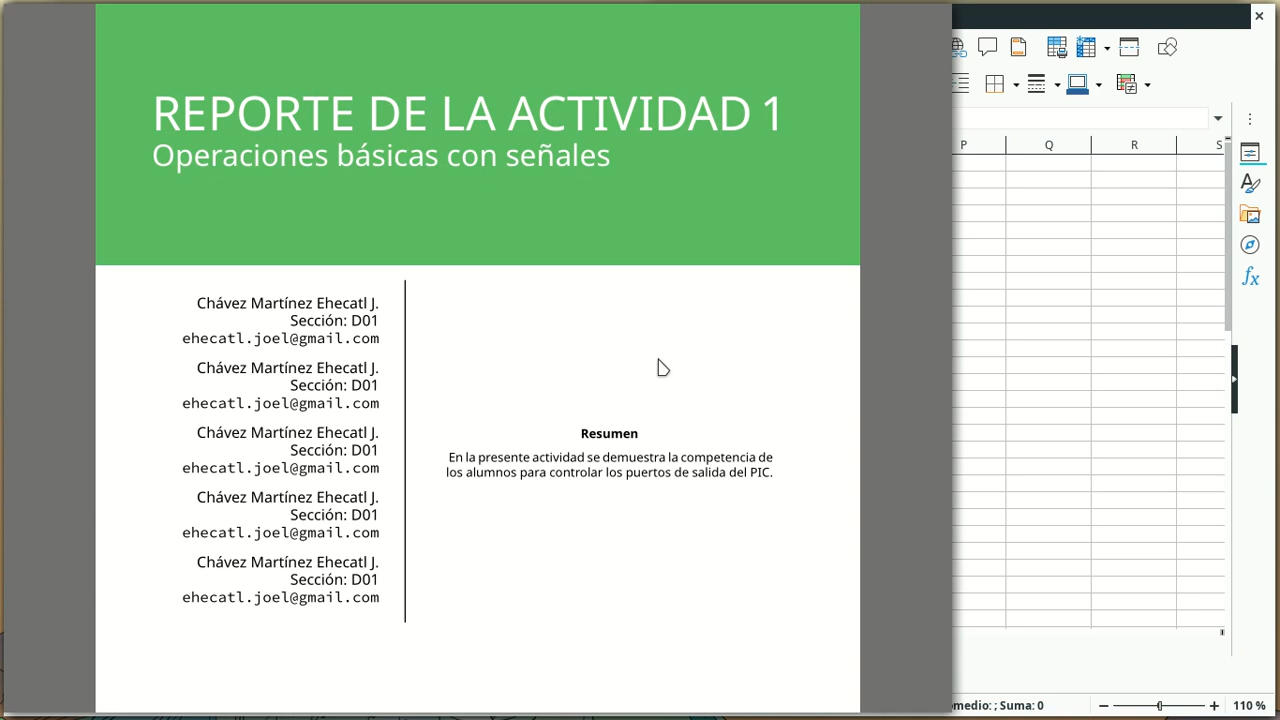 REPORTE DE LA ACTIVIDAD 1
Operaciones básicas con señales
Chávez Martínez Ehecatl J.
Sección: D01
ehecatl.joel@gmail.com
Chávez Martínez Ehecatl J.
Sección: D01
ehecatl.joel@gmail.com
Chávez Martínez Ehecatl J.
Sección: D01
ehecatl.joel@gmail.com
Chávez Martínez Ehecatl J.
Sección: D01
ehecatl.joel@gmail.com
Chávez Martínez Ehecatl J.
Sección: D01
ehecatl.joel@gmail.com
Resumen
En la presente actividad se demuestra la competencia de
los alumnos para controlar los puertos de salida del PIC.
P Q R S
fx
omedio: ; Suma: 0
110 %